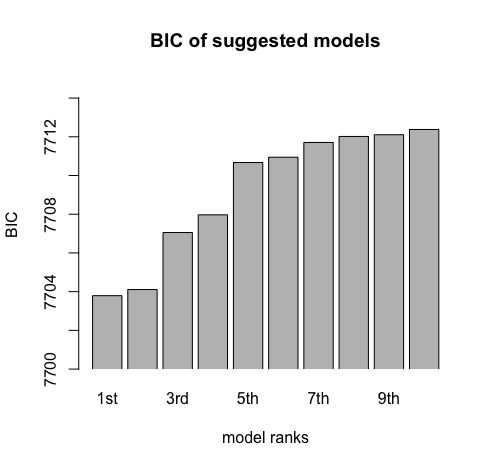 BIC of suggested models
7712
7708
7704
7700
BIC
1st 3rd 5th 7th 9th
model ranks